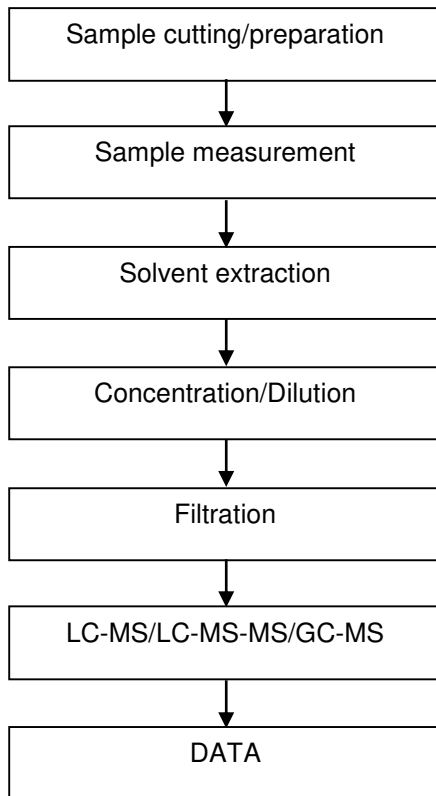 Sample cutting/preparation
Sample measurement
Solvent extraction
Concentration/Dilution
Filtration
LC-MS/LC-MS-MS/GC-MS
DATA